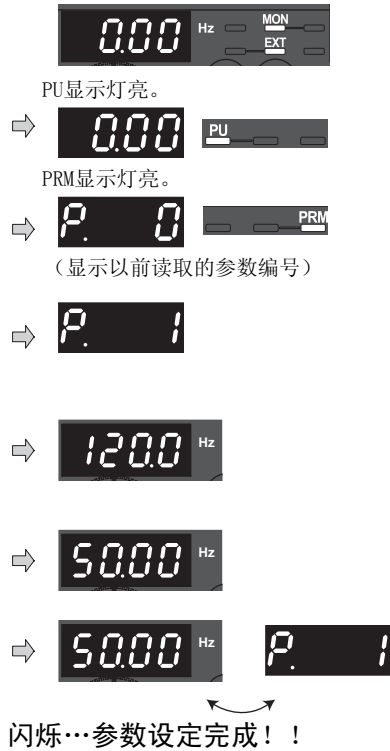 0.00 Hz MON
EXT
PU显示灯亮。
0.00 PU
PRM显示灯亮。
P. 0 PRM
(显示以前读取的参数编号)
P. 1
120.0 Hz
50.00 Hz
50.00 Hz P. 1
闪烁…参数设定完成！！